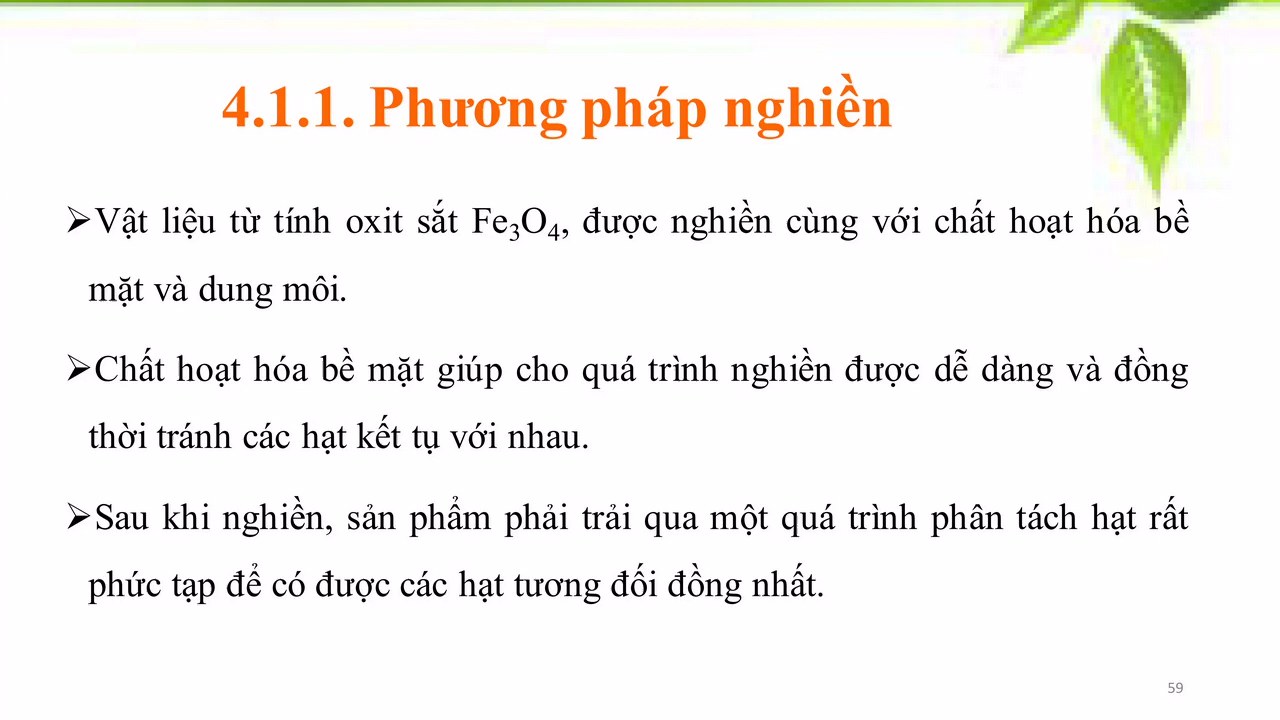 4.1.1. Phương pháp nghiền
➢Vật liệu từ tính oxit sắt Fe₃O₄, được nghiền cùng với chất hoạt hóa bề
mặt và dung môi.
➢Chất hoạt hóa bề mặt giúp cho quá trình nghiền được dễ dàng và đồng
thời tránh các hạt kết tụ với nhau.
➢Sau khi nghiền, sản phẩm phải trải qua một quá trình phân tách hạt rất
phức tạp để có được các hạt tương đối đồng nhất.
59